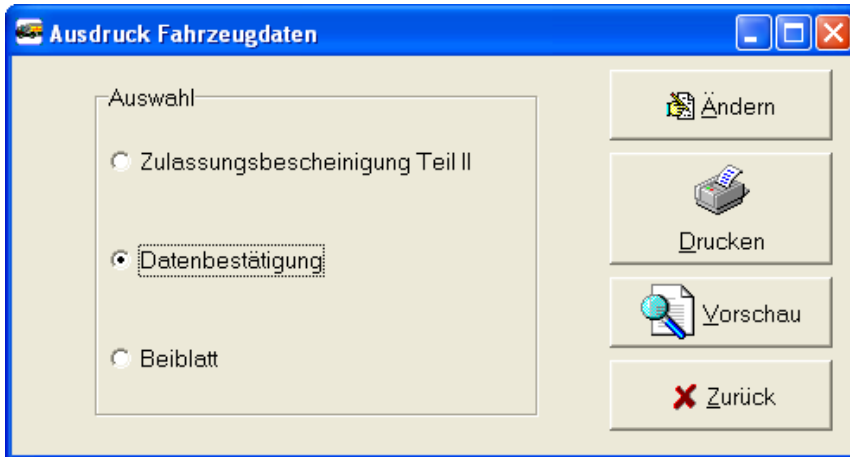 Ausdruck Fahrzeugdaten
Auswahl
Zulassungsbescheinigung Teil II
Datenbestätigung
Beiblatt
Ändern
Drucken
Vorschau
Zurück